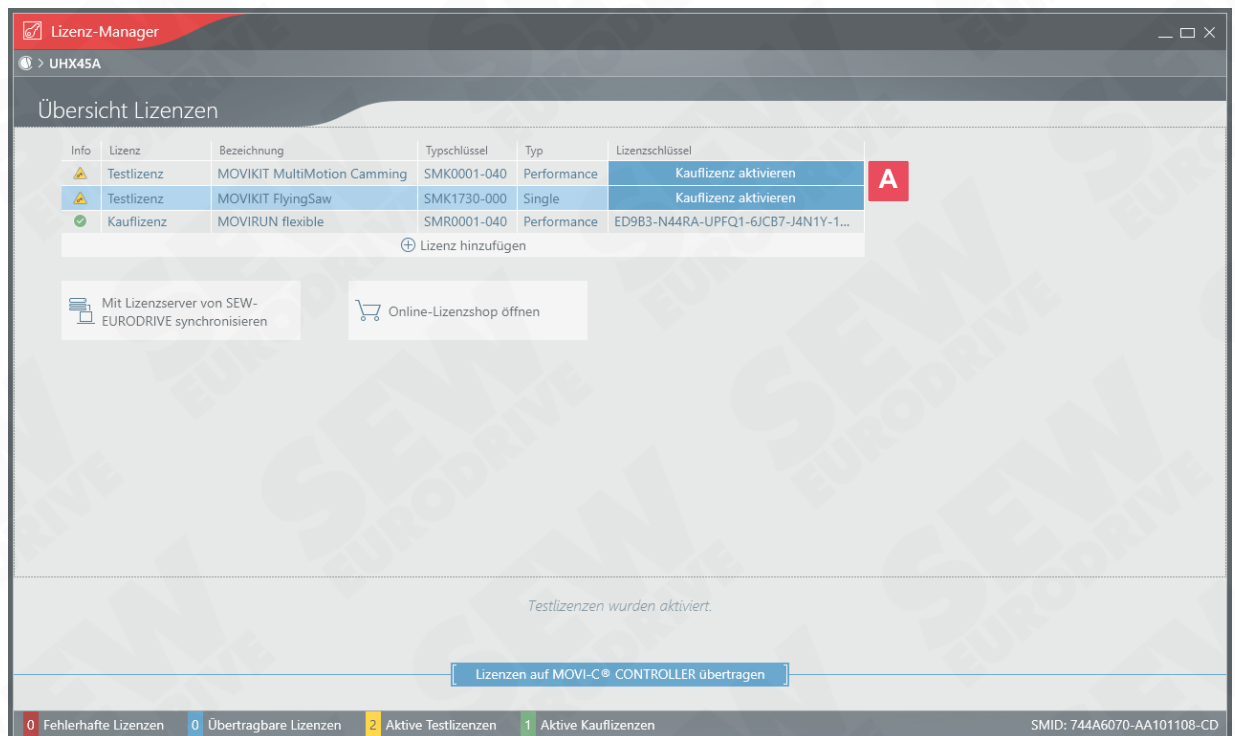 Lizenz-Manager
> UHX45A
Übersicht Lizenzen
Info Lizenz Bezeichnung Typschlüssel Typ Lizenzschlüssel
Testlizenz MOVIKIT MultiMotion Camming SMK0001-040 Performance Kauflizenz aktivieren A
Testlizenz MOVIKIT FlyingSaw SMK1730-000 Single Kauflizenz aktivieren
Kauflizenz MOVIRUN flexible SMR0001-040 Performance ED9B3-N44RA-UPFQ1-6JCB7-J4N1Y-1...
Lizenz hinzufügen
Mit Lizenzserver von SEW-
EURODRIVE synchronisieren
Online-Lizenzshop öffnen
Testlizenzen wurden aktiviert.
Lizenzen auf MOVI-C® CONTROLLER übertragen
0 Fehlerhafte Lizenzen 0 Übertragbare Lizenzen 2 Aktive Testlizenzen 1 Aktive Kauflizenzen SMID: 744A6070-AA101108-CD